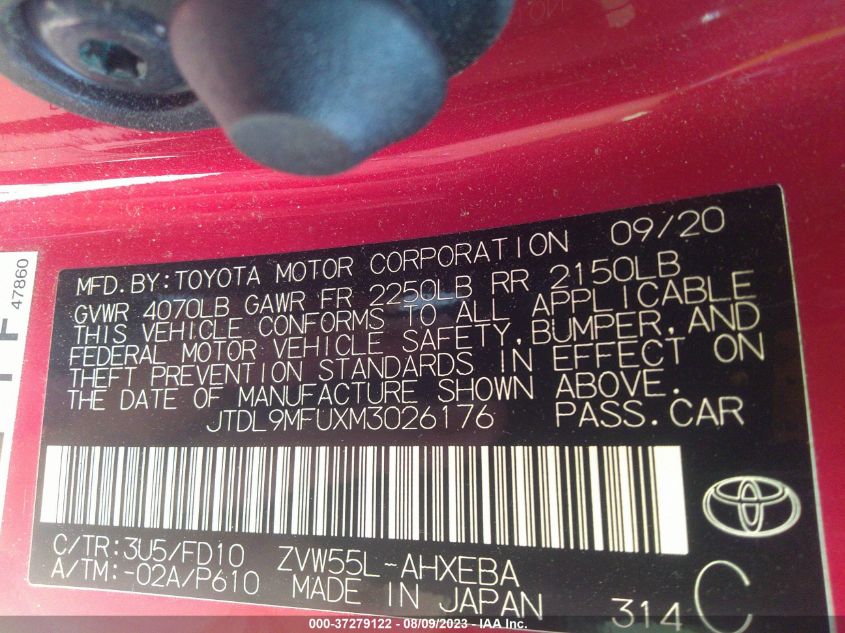 47860
MFD.BY:TOYOTA MOTOR CORPORATION 09/20
GVWR 4070LB GAWR FR 2250LB RR 2150LB
THIS VEHICLE CONFORMS TO ALL APPLICABLE
FEDERAL MOTOR VEHICLE SAFETY,BUMPER,AND
THEFT PREVENTION STANDARDS IN EFFECT ON
THE DATE OF MANUFACTURE SHOWN ABOVE.
JTDL9MFUXM3026176 PASS.CAR
C/TR:3U5/FD10 ZVW55L-AHXEBA
A/TM:-02A/P610 MADE IN JAPAN 314 C
000-37279122 - 08/09/2023 - IAA Inc.